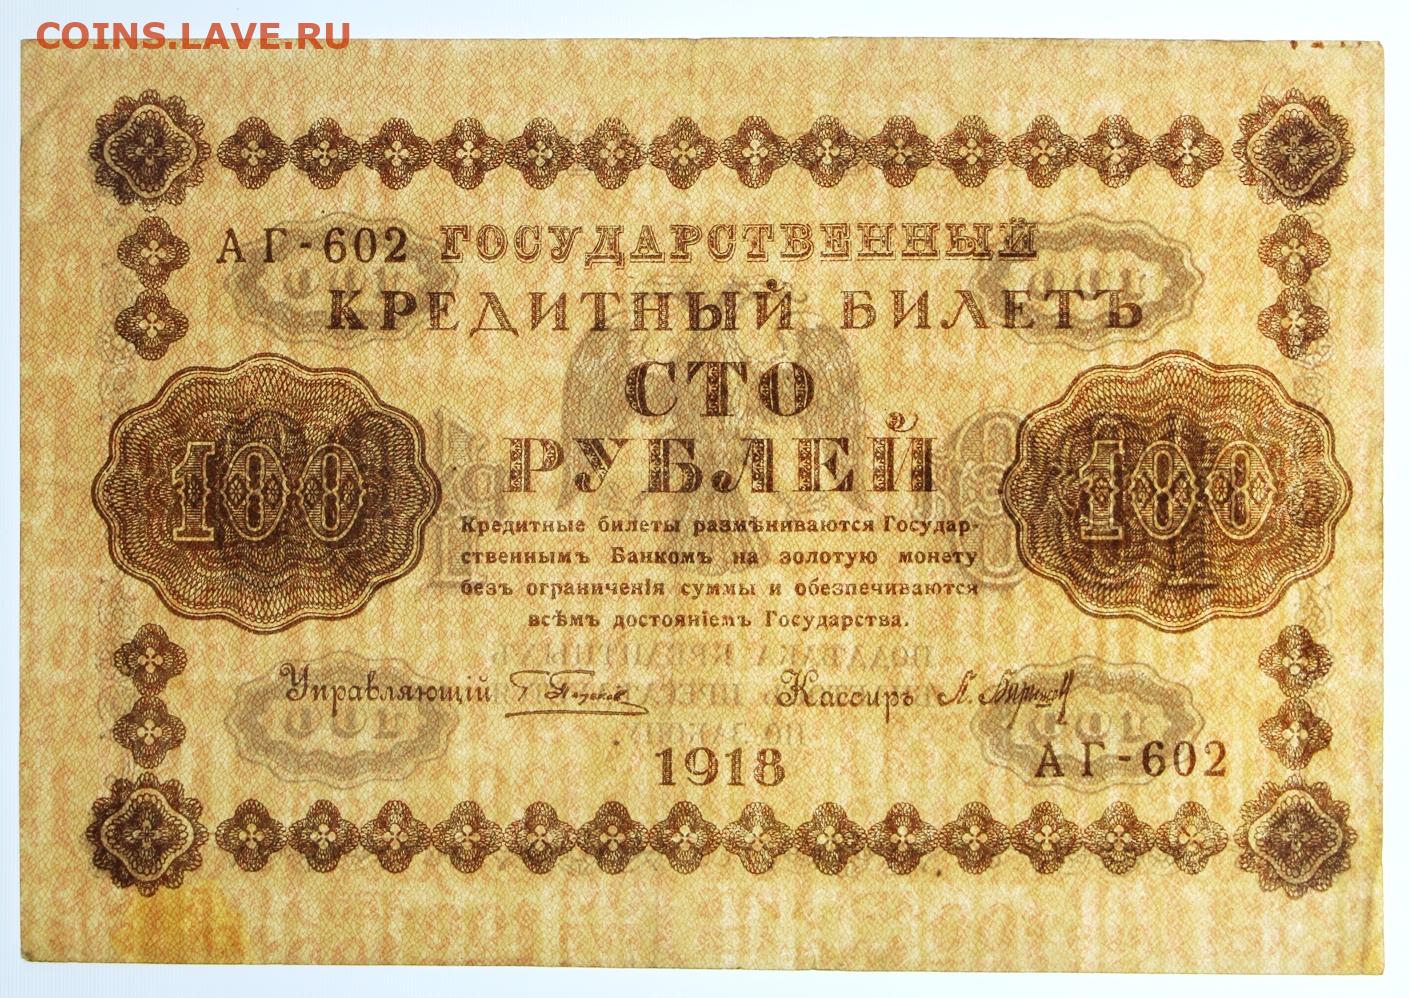 COINS.LAVE.RU
АГ-602 ГОСУДАРСТВЕННЫЙ
КРЕДИТНЫЙ БИЛЕТЪ
СТО
РУБЛЕЙ
100 100
Кредитные билеты размѣниваются Государ-
ственнымъ Банкомъ на золотую монету
безъ ограниченія суммы и обезпечиваются
всѣмъ достояніемъ Государства.
Управляющій Кассиръ
1918
АГ-602